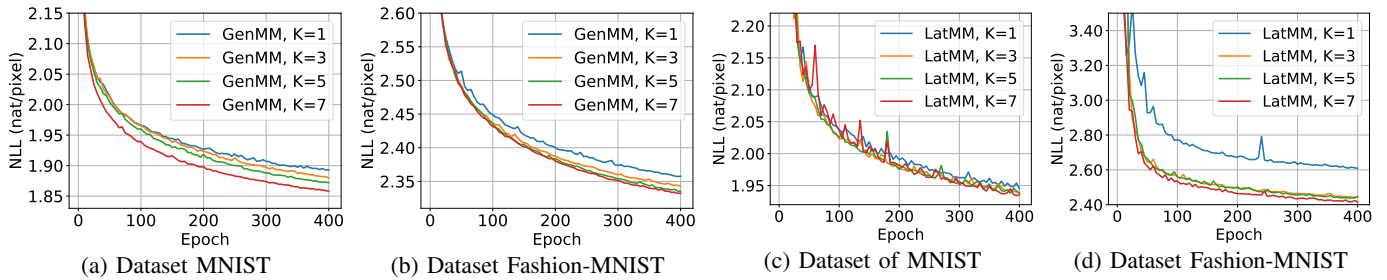 2.15
2.10
2.05
2.00
1.95
1.90
1.85
NLL (nat/pixel)
GenMM, K=1
GenMM, K=3
GenMM, K=5
GenMM, K=7
0 100 200 300 400
Epoch
(a) Dataset MNIST
2.60
2.55
2.50
2.45
2.40
2.35
NLL (nat/pixel)
GenMM, K=1
GenMM, K=3
GenMM, K=5
GenMM, K=7
0 100 200 300 400
Epoch
(b) Dataset Fashion-MNIST
2.20
2.15
2.10
2.05
2.00
1.95
NLL (nat/pixel)
LatMM, K=1
LatMM, K=3
LatMM, K=5
LatMM, K=7
0 100 200 300 400
Epoch
(c) Dataset of MNIST
3.40
3.20
3.00
2.80
2.60
2.40
NLL (nat/pixel)
LatMM, K=1
LatMM, K=3
LatMM, K=5
LatMM, K=7
0 100 200 300 400
Epoch
(d) Dataset Fashion-MNIST